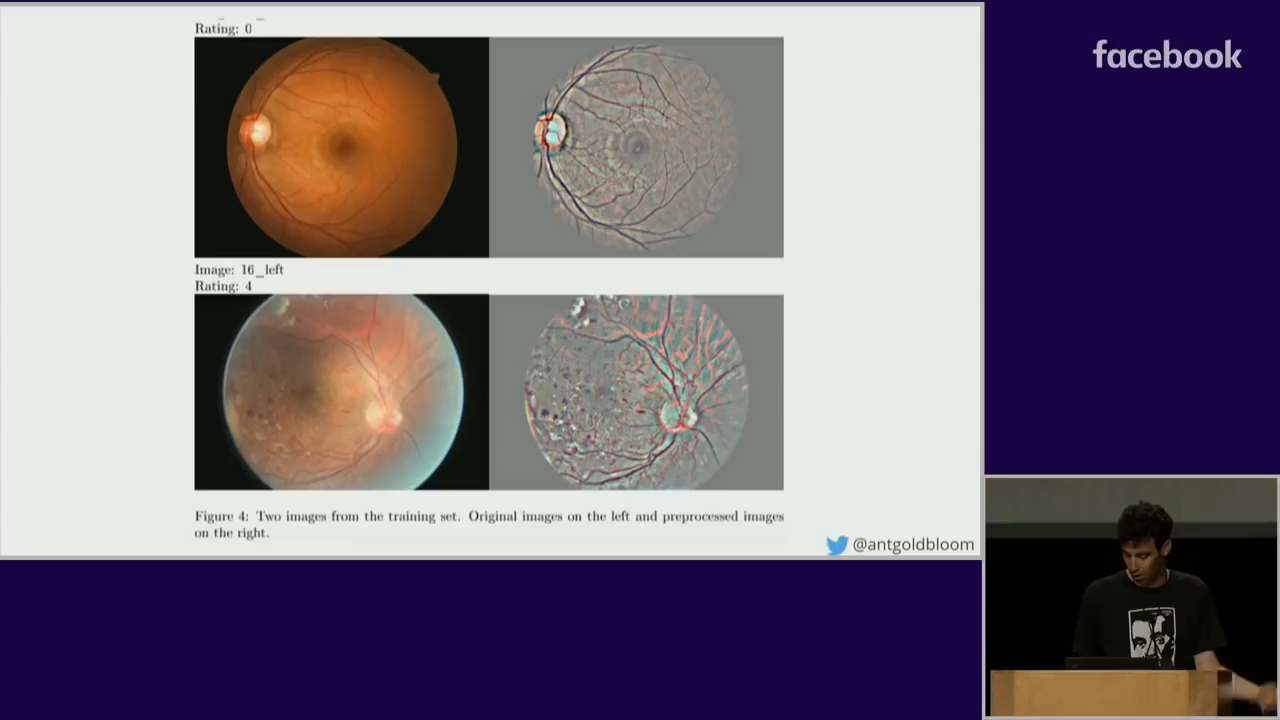 Rating: 0
Image: 16_left
Rating: 4
Figure 4: Two images from the training set. Original images on the left and preprocessed images
on the right.
@antgoldbloom
facebook